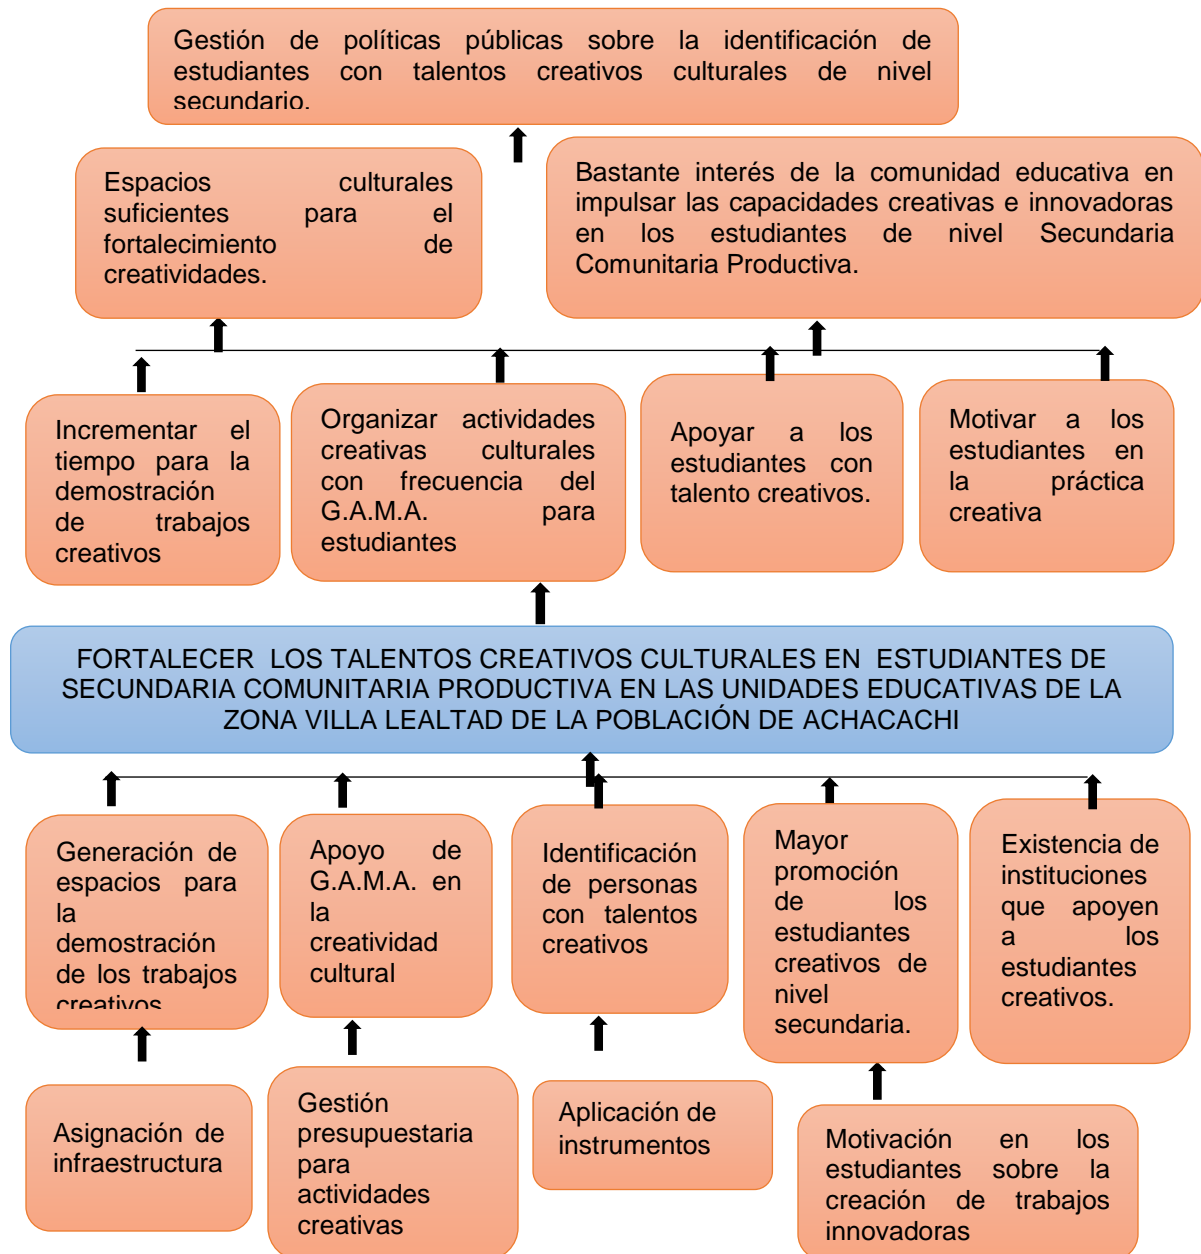 Gestión de políticas públicas sobre la identificación de
estudiantes con talentos creativos culturales de nivel
secundario.
Espacios culturales
suficientes para el
fortalecimiento de
creatividades.
Bastante interés de la comunidad educativa en
impulsar las capacidades creativas e innovadoras
en los estudiantes de nivel Secundaria
Comunitaria Productiva.
Incrementar el
tiempo para la
demostración
de trabajos
creativos
Organizar actividades
creativas culturales
con frecuencia del
G.A.M.A. para
estudiantes
Apoyar a los
estudiantes con
talento creativos.
Motivar a los
estudiantes en
la práctica
creativa
FORTALECER LOS TALENTOS CREATIVOS CULTURALES EN ESTUDIANTES DE
SECUNDARIA COMUNITARIA PRODUCTIVA EN LAS UNIDADES EDUCATIVAS DE LA
ZONA VILLA LEALTAD DE LA POBLACIÓN DE ACHACACHI
Generación de
espacios para
la
demostración
de los trabajos
creativos
Apoyo de
G.A.M.A. en
la
creatividad
cultural
Identificación
de personas
con talentos
creativos
Mayor
promoción
de los
estudiantes
creativos de
nivel
secundaria.
Existencia de
instituciones
que apoyen
a los
estudiantes
creativos.
Asignación de
infraestructura
Gestión
presupuestaria
para
actividades
creativas
Aplicación de
instrumentos
Motivación en los
estudiantes sobre la
creación de trabajos
innovadoras